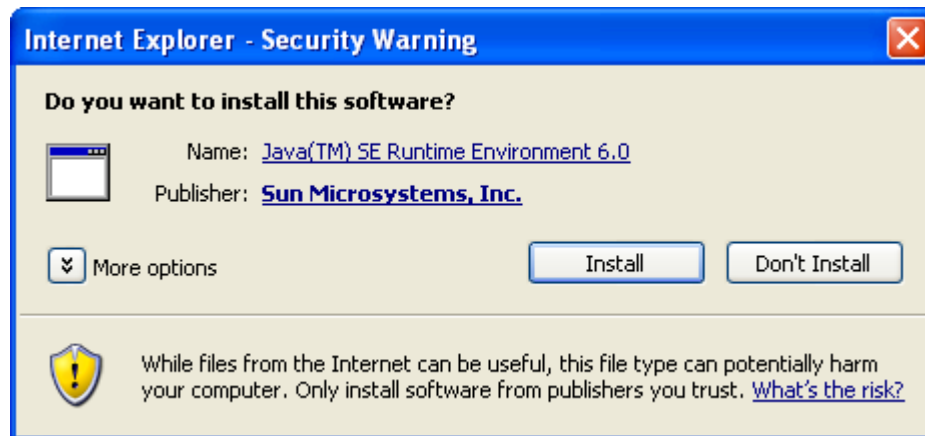 Internet Explorer - Security Warning
Do you want to install this software?
Name: Java(TM) SE Runtime Environment 6.0
Publisher: Sun Microsystems, Inc.
More options
Install
Don't Install
While files from the Internet can be useful, this file type can potentially harm
your computer. Only install software from publishers you trust. What's the risk?